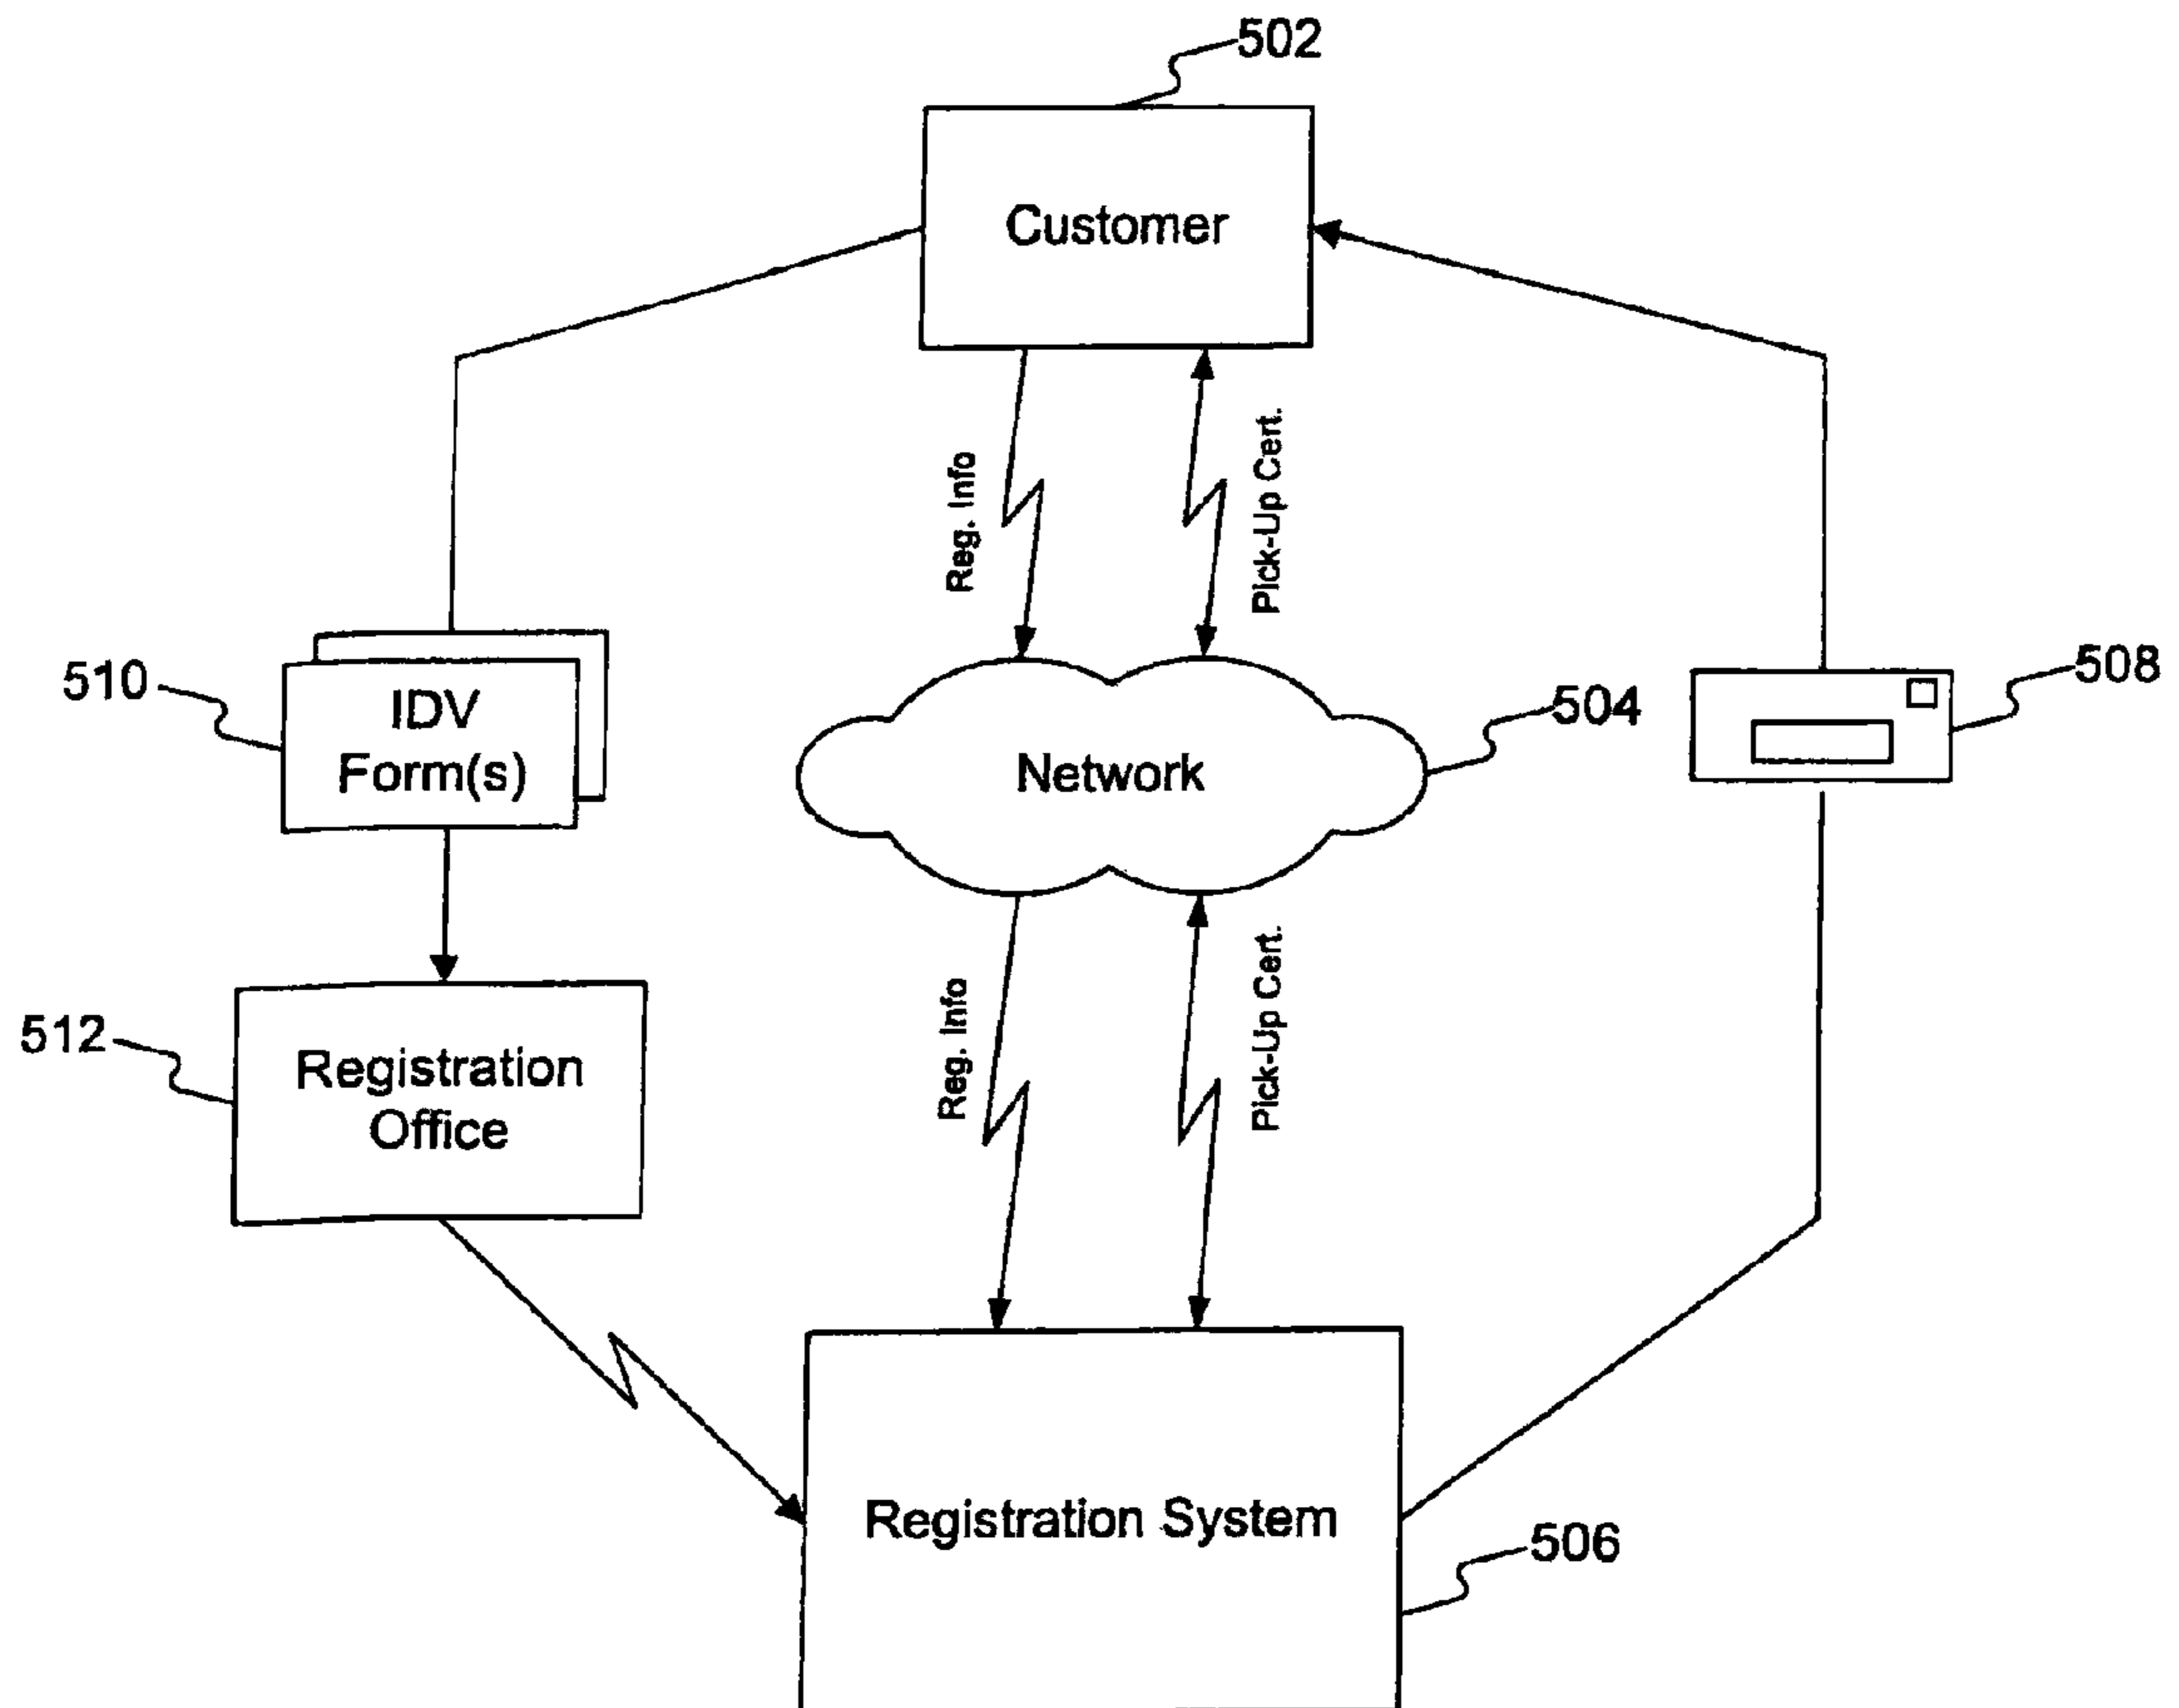 502
Customer
Reg. Info
Pick-Up Cert.
510
IDV
Form(s)
Network
504
508
512
Registration
Office
Reg. Info
Pick-Up Cert.
Registration System
506